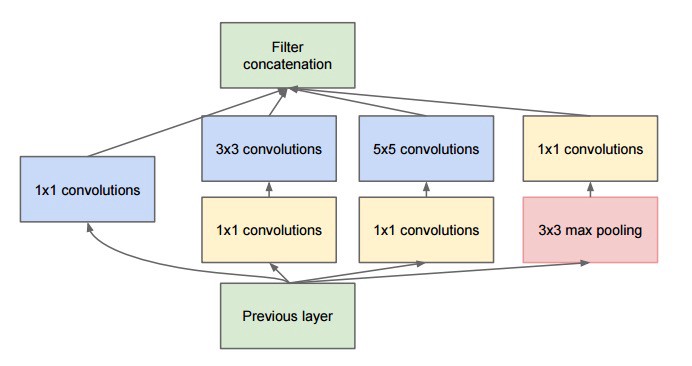 Filter
concatenation
3x3 convolutions
5x5 convolutions
1x1 convolutions
1x1 convolutions
1x1 convolutions
1x1 convolutions
3x3 max pooling
Previous layer